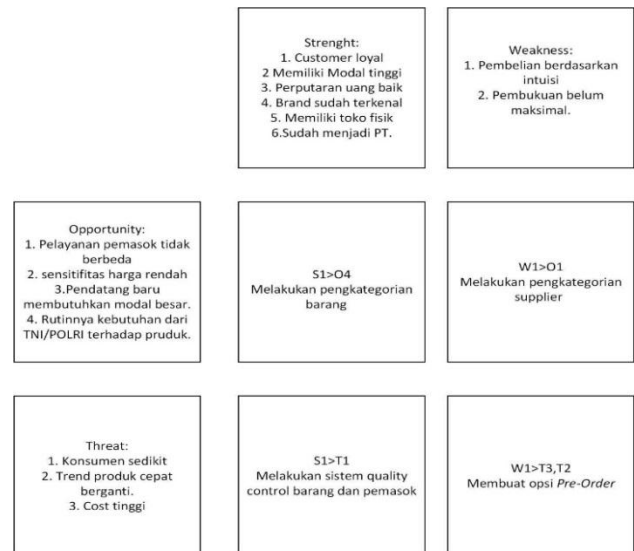 Strenght:
1. Customer loyal
2 Memiliki Modal tinggi
3. Perputaran uang baik
4. Brand sudah terkenal
5. Memiliki toko fisik
6.Sudah menjadi PT.
Weakness:
1. Pembelian berdasarkan
intuisi
2. Pembukuan belum
maksimal.
Opportunity:
1. Pelayanan pemasok tidak
berbeda
2. sensitifitas harga rendah
3.Pendatang baru
membutuhkan modal besar.
4. Rutinnya kebutuhan dari
TNI/POLRI terhadap pruduk.
S1>O4
Melakukan pengkategorian
barang
W1>O1
Melakukan pengkategorian
supplier
Threat:
1. Konsumen sedikit
2. Trend produk cepat
berganti.
3. Cost tinggi
S1>T1
Melakukan sistem quality
control barang dan pemasok
W1>T3,T2
Membuat opsi Pre-Order